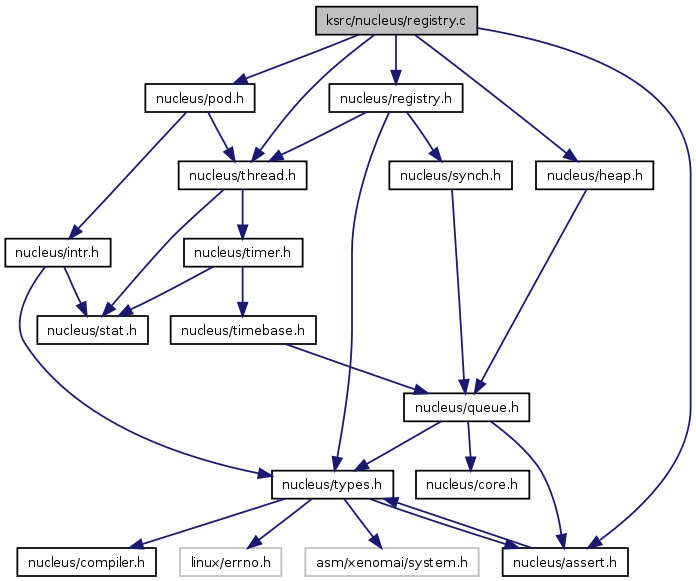 ksrc/nucleus/registry.c
nucleus/pod.h
nucleus/registry.h
nucleus/thread.h
nucleus/synch.h
nucleus/heap.h
nucleus/intr.h
nucleus/timer.h
nucleus/stat.h
nucleus/timebase.h
nucleus/queue.h
nucleus/types.h
nucleus/core.h
nucleus/compiler.h
linux/errno.h
asm/xenomai/system.h
nucleus/assert.h